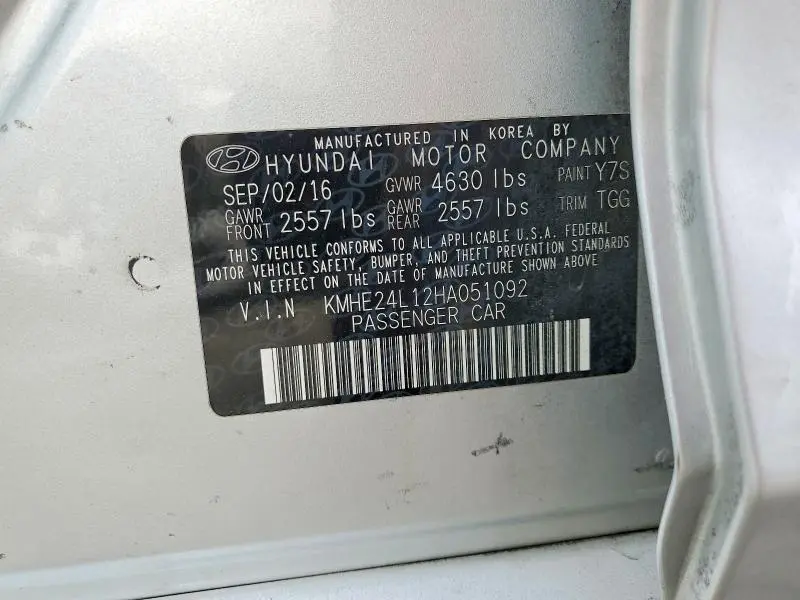 MANUFACTURED IN KOREA BY
HYUNDAI MOTOR COMPANY
SEP/02/16 GVWR 4630 lbs PAINT Y7S
GAWR FRONT 2557 lbs GAWR REAR 2557 lbs TRIM TGG
THIS VEHICLE CONFORMS TO ALL APPLICABLE U.S.A. FEDERAL
MOTOR VEHICLE SAFETY, BUMPER, AND THEFT PREVENTION STANDARDS
IN EFFECT ON THE DATE OF MANUFACTURE SHOWN ABOVE
V.I.N KMHE24L12HA051092
PASSENGER CAR